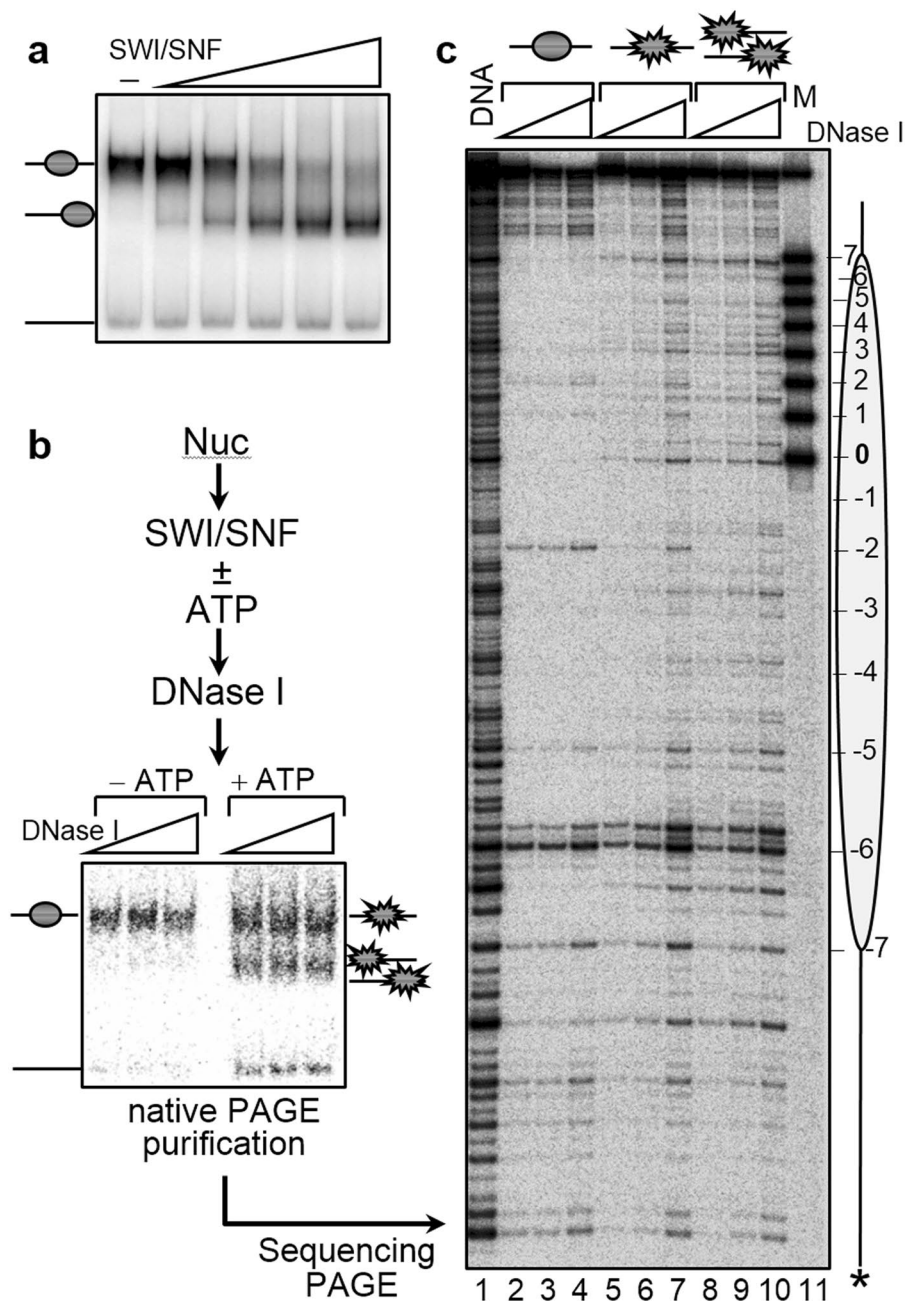 a
SWI/SNF
–
b
Nuc
SWI/SNF
±
ATP
DNase I
– ATP
+ ATP
DNase I
native PAGE
purification
Sequencing
PAGE
c
DNA
M
DNase I
7
6
5
4
3
2
1
0
-1
-2
-3
-4
-5
-6
-7
*
1 2 3 4 5 6 7 8 9 10 11